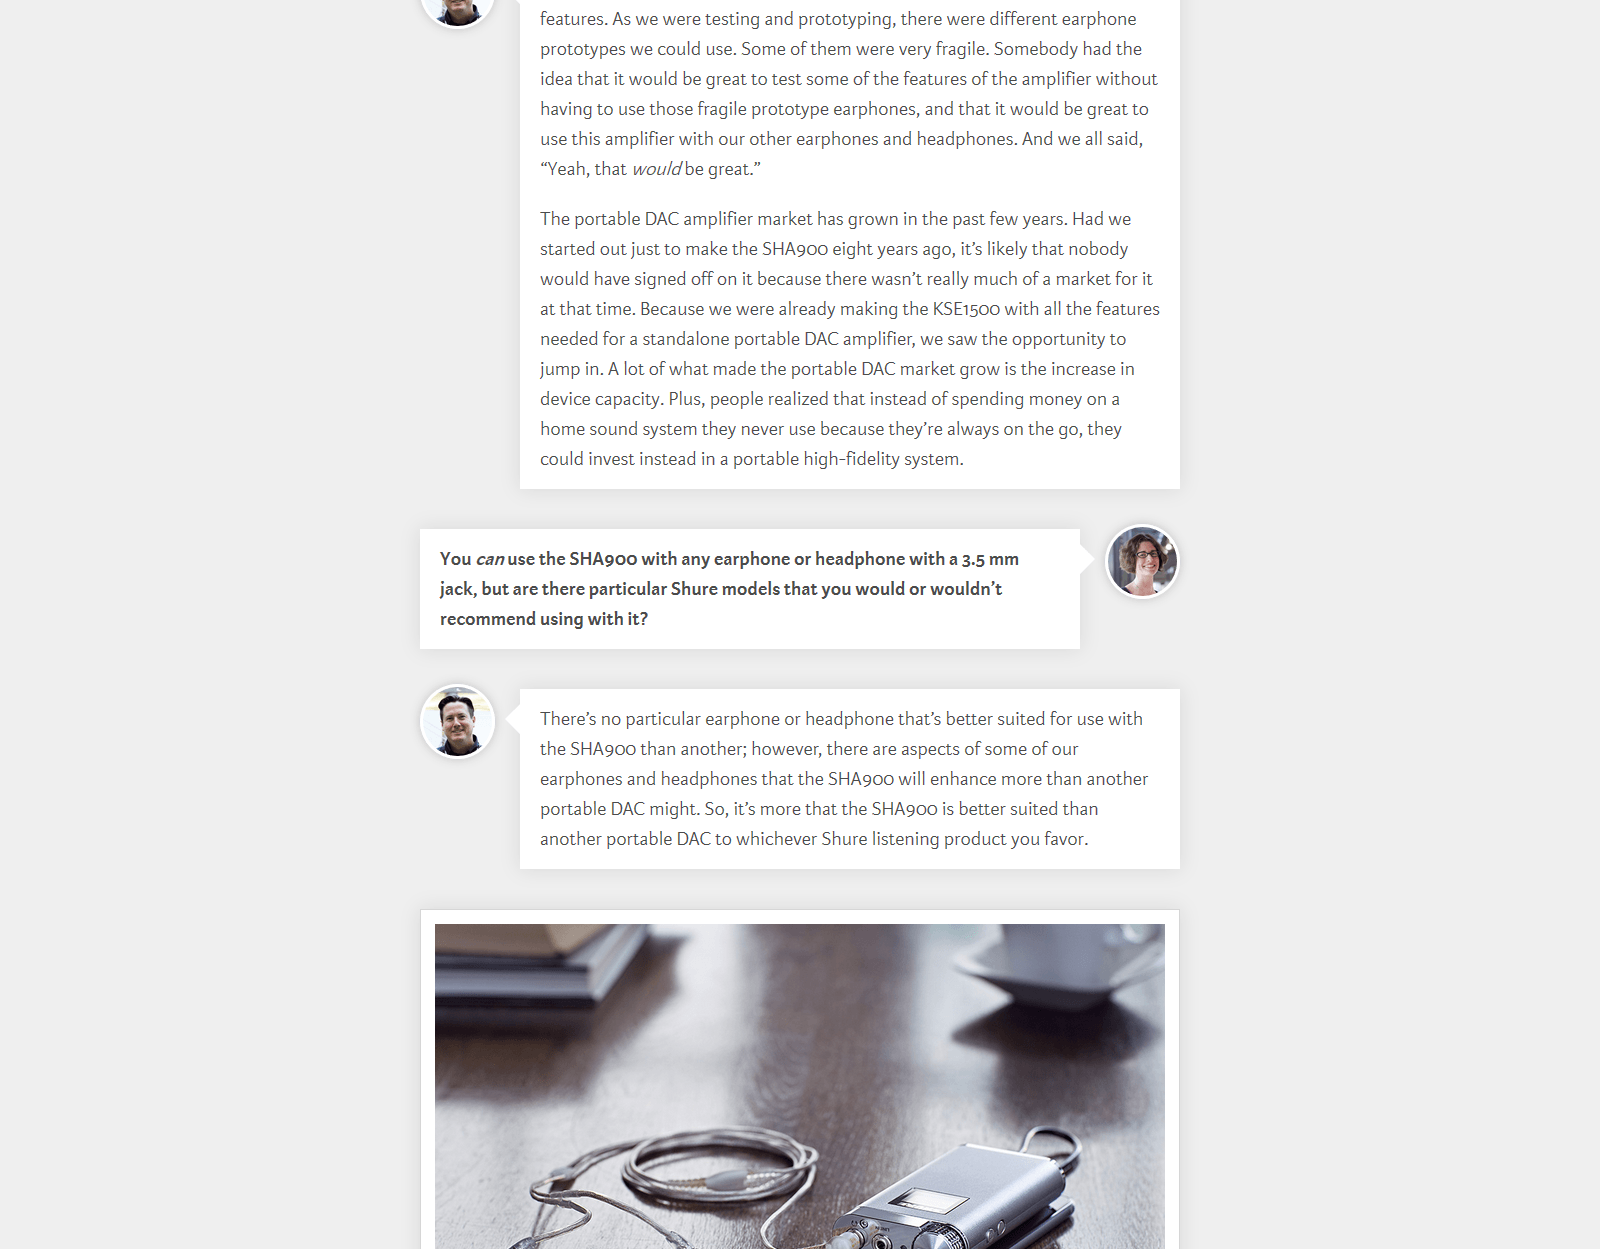 features. As we were testing and prototyping, there were different earphone
prototypes we could use. Some of them were very fragile. Somebody had the
idea that it would be great to test some of the features of the amplifier without
having to use those fragile prototype earphones, and that it would be great to
use this amplifier with our other earphones and headphones. And we all said,
“Yeah, that would be great.”
The portable DAC amplifier market has grown in the past few years. Had we
started out just to make the SHA900 eight years ago, it’s likely that nobody
would have signed off on it because there wasn’t really much of a market for it
at that time. Because we were already making the KSE1500 with all the features
needed for a standalone portable DAC amplifier, we saw the opportunity to
jump in. A lot of what made the portable DAC market grow is the increase in
device capacity. Plus, people realized that instead of spending money on a
home sound system they never use because they’re always on the go, they
could invest instead in a portable high-fidelity system.
You can use the SHA900 with any earphone or headphone with a 3.5 mm
jack, but are there particular Shure models that you would or wouldn’t
recommend using with it?
There’s no particular earphone or headphone that’s better suited for use with
the SHA900 than another; however, there are aspects of some of our
earphones and headphones that the SHA900 will enhance more than another
portable DAC might. So, it’s more that the SHA900 is better suited than
another portable DAC to whichever Shure listening product you favor.